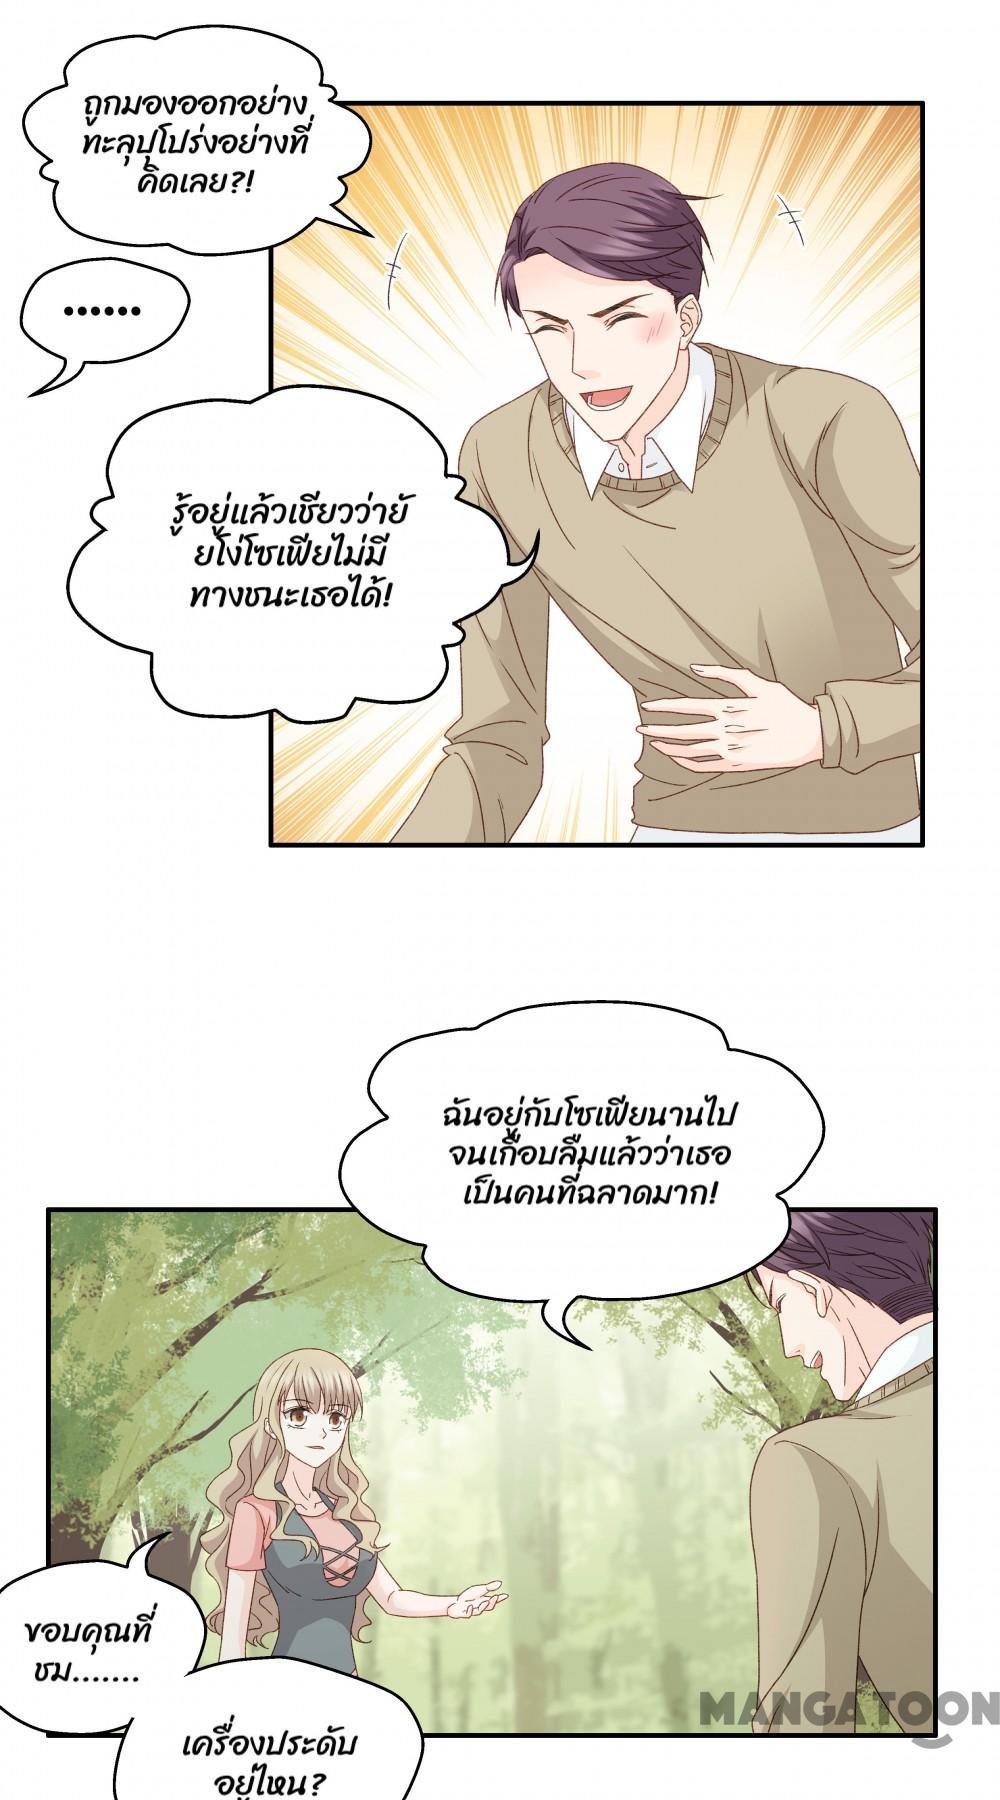 ถูกมองออกอย่าง
ทะลุปุโปร่งอย่างที่
คิดเลย?!
......
รู้อยู่แล้วเชียวว่ายั
ยโง่โซเฟียไม่มี
ทางชนะเธอได้!
ฉันอยู่กับโซเฟียนานไป
จนเกือบลืมแล้วว่าเธอ
เป็นคนที่ฉลาดมาก!
ขอบคุณที่
ชม.......
เครื่องประดับ
อยู่ไหน?
MANGATOON